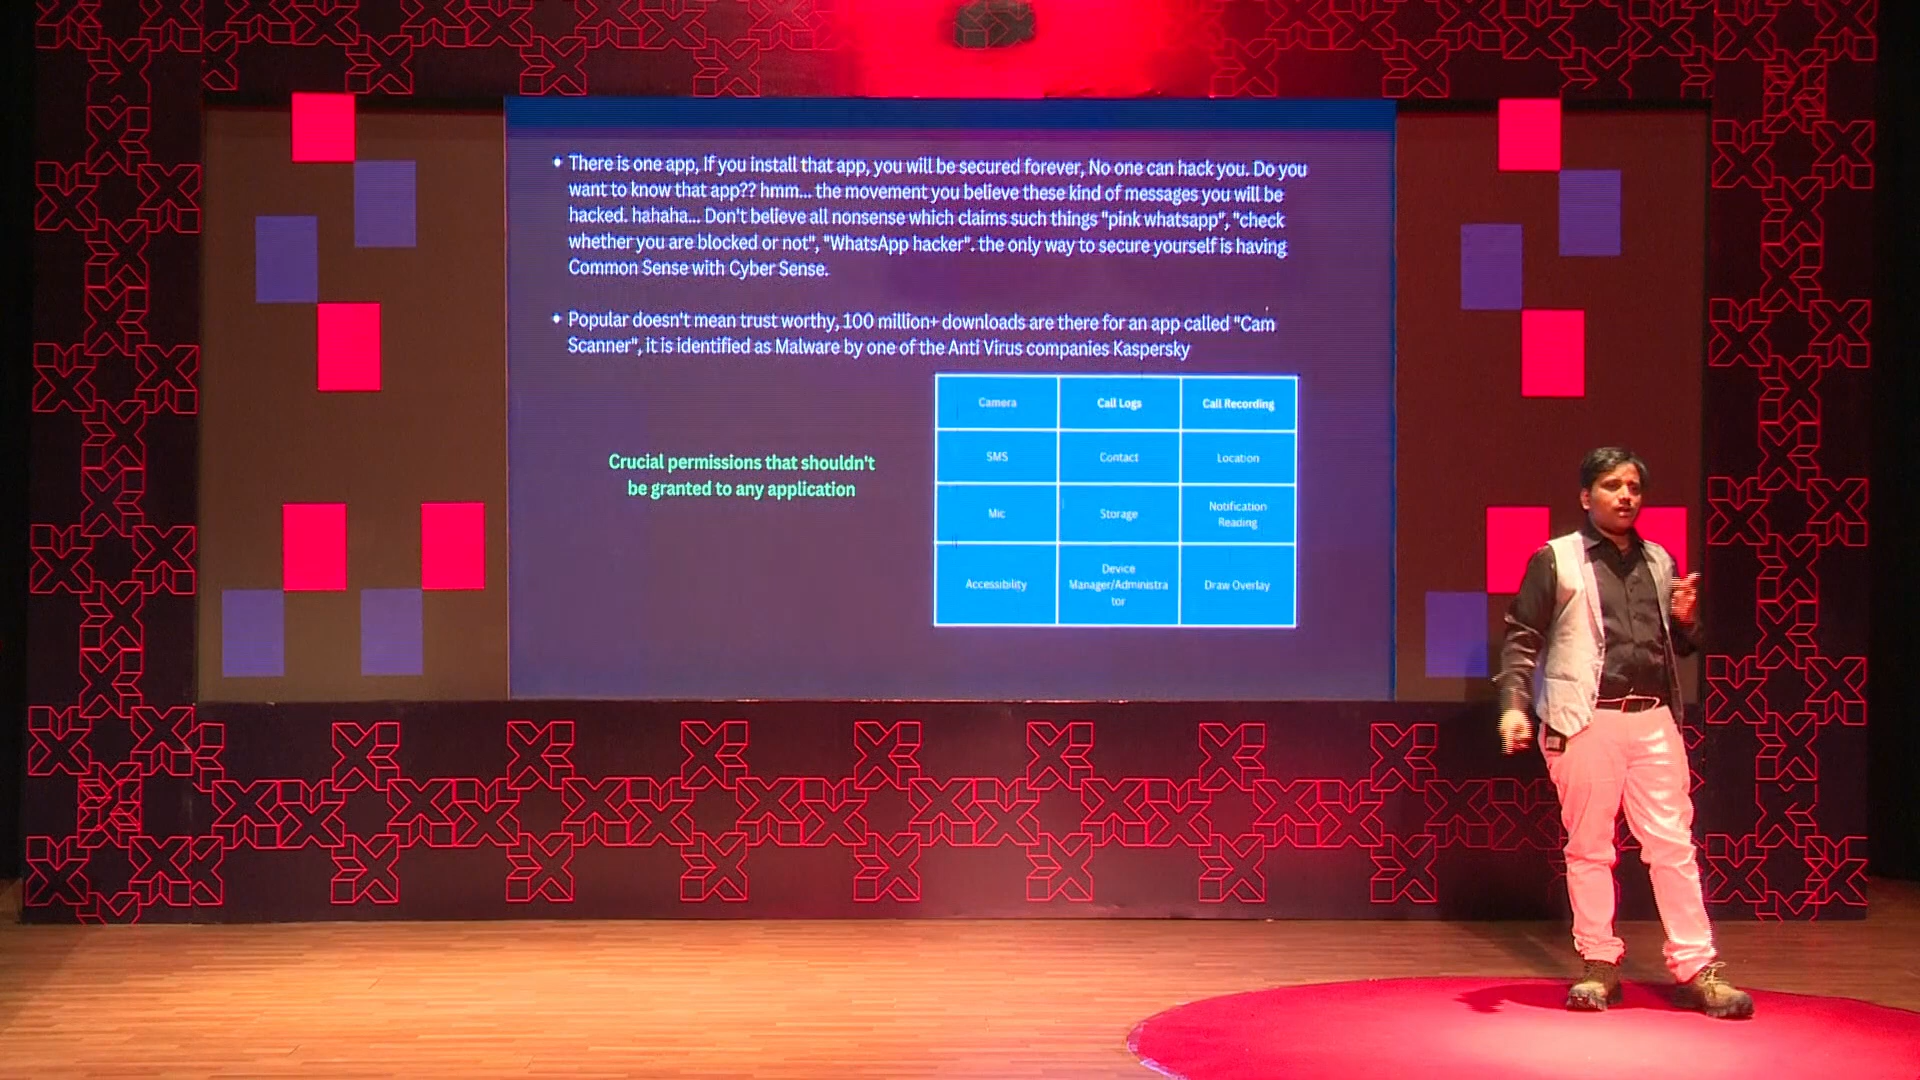 • There is one app, If you install that app, you will be secured forever, No one can hack you. Do you
want to know that app?? hmm... the movement you believe these kind of messages you will be
hacked. hahaha... Don't believe all nonsense which claims such things "pink whatsapp", "check
whether you are blocked or not", "WhatsApp hacker". the only way to secure yourself is having
Common Sense with Cyber Sense.
• Popular doesn't mean trust worthy, 100 million+ downloads are there for an app called "Cam
Scanner", it is identified as Malware by one of the Anti Virus companies Kaspersky
Crucial permissions that shouldn't
be granted to any application
Camera
Call Logs
Call Recording
SMS
Contact
Location
Mic
Storage
Notification
Reading
Accessibility
Device
Manager/Administra
tor
Draw Overlay